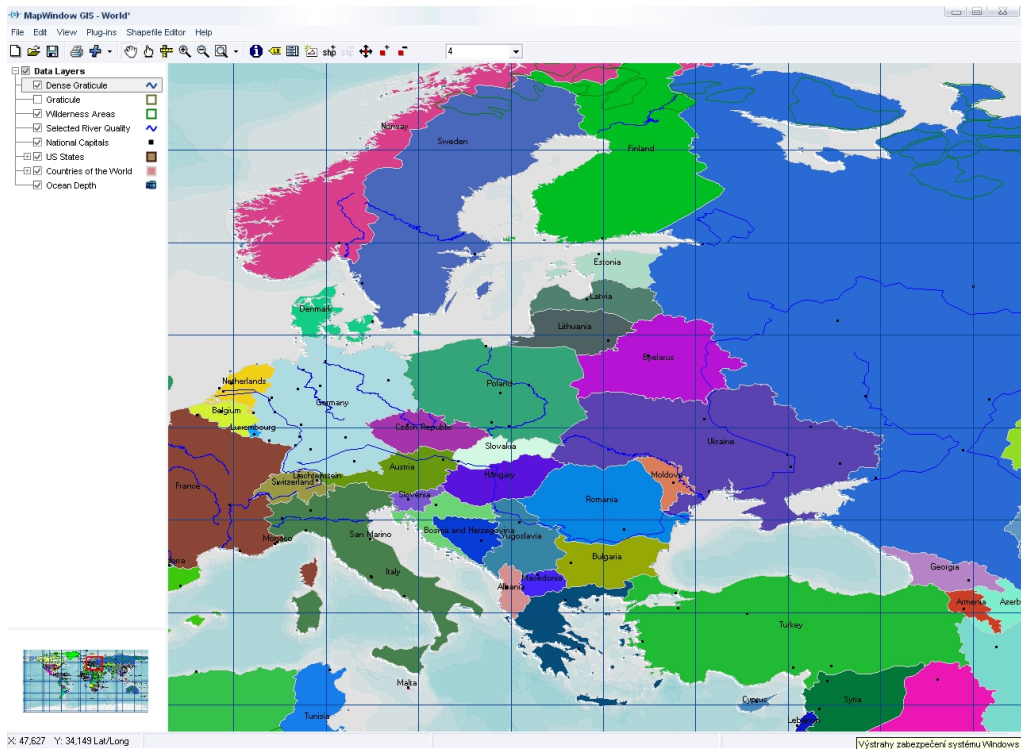 MapWindow GIS - World*
File Edit View Plug-ins Shapefile Editor Help
4
Data Layers
Dense Graticule
Graticule
Wilderness Areas
Selected River Quality
National Capitals
US States
Countries of the World
Ocean Depth
Norway
Sweden
Finland
Estonia
Latvia
Denmark
Lithuania
Byelarus
Netherlands
Poland
Germany
Belgium
Luxembourg
Czech Republic
Ukraine
Slovakia
Austria
Liechtenstein
Hungary
Moldova
Switzerland
France
Slovenia
Romania
Bosnia and Herzegovina
San Marino
Yugoslavia
Monaco
Bulgaria
orra
Georgia
Italy
Macedonia
Albania
Armenia
Azerb
Turkey
Malta
Cyprus
Syria
Tunisia
Lebanon
X: 47,627 Y: 34,149 Lat/Long
Výstrahy zabezpečení systému Windows